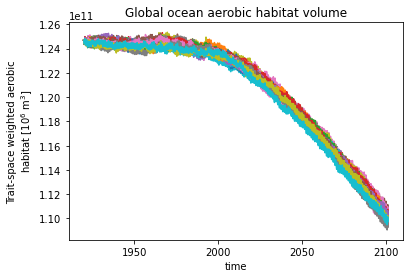 Global ocean aerobic habitat volume
1e11
1.26
1.24
1.22
1.20
1.18
1.16
1.14
1.12
1.10
Trait-space weighted aerobic
habitat [10⁶ m³]
1950
2000
2050
2100
time